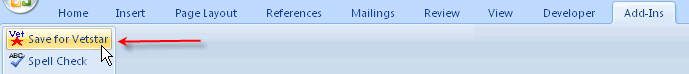 Home Insert Page Layout References Mailings Review View Developer Add-Ins
Vet Save for Vetstar
ABC Spell Check